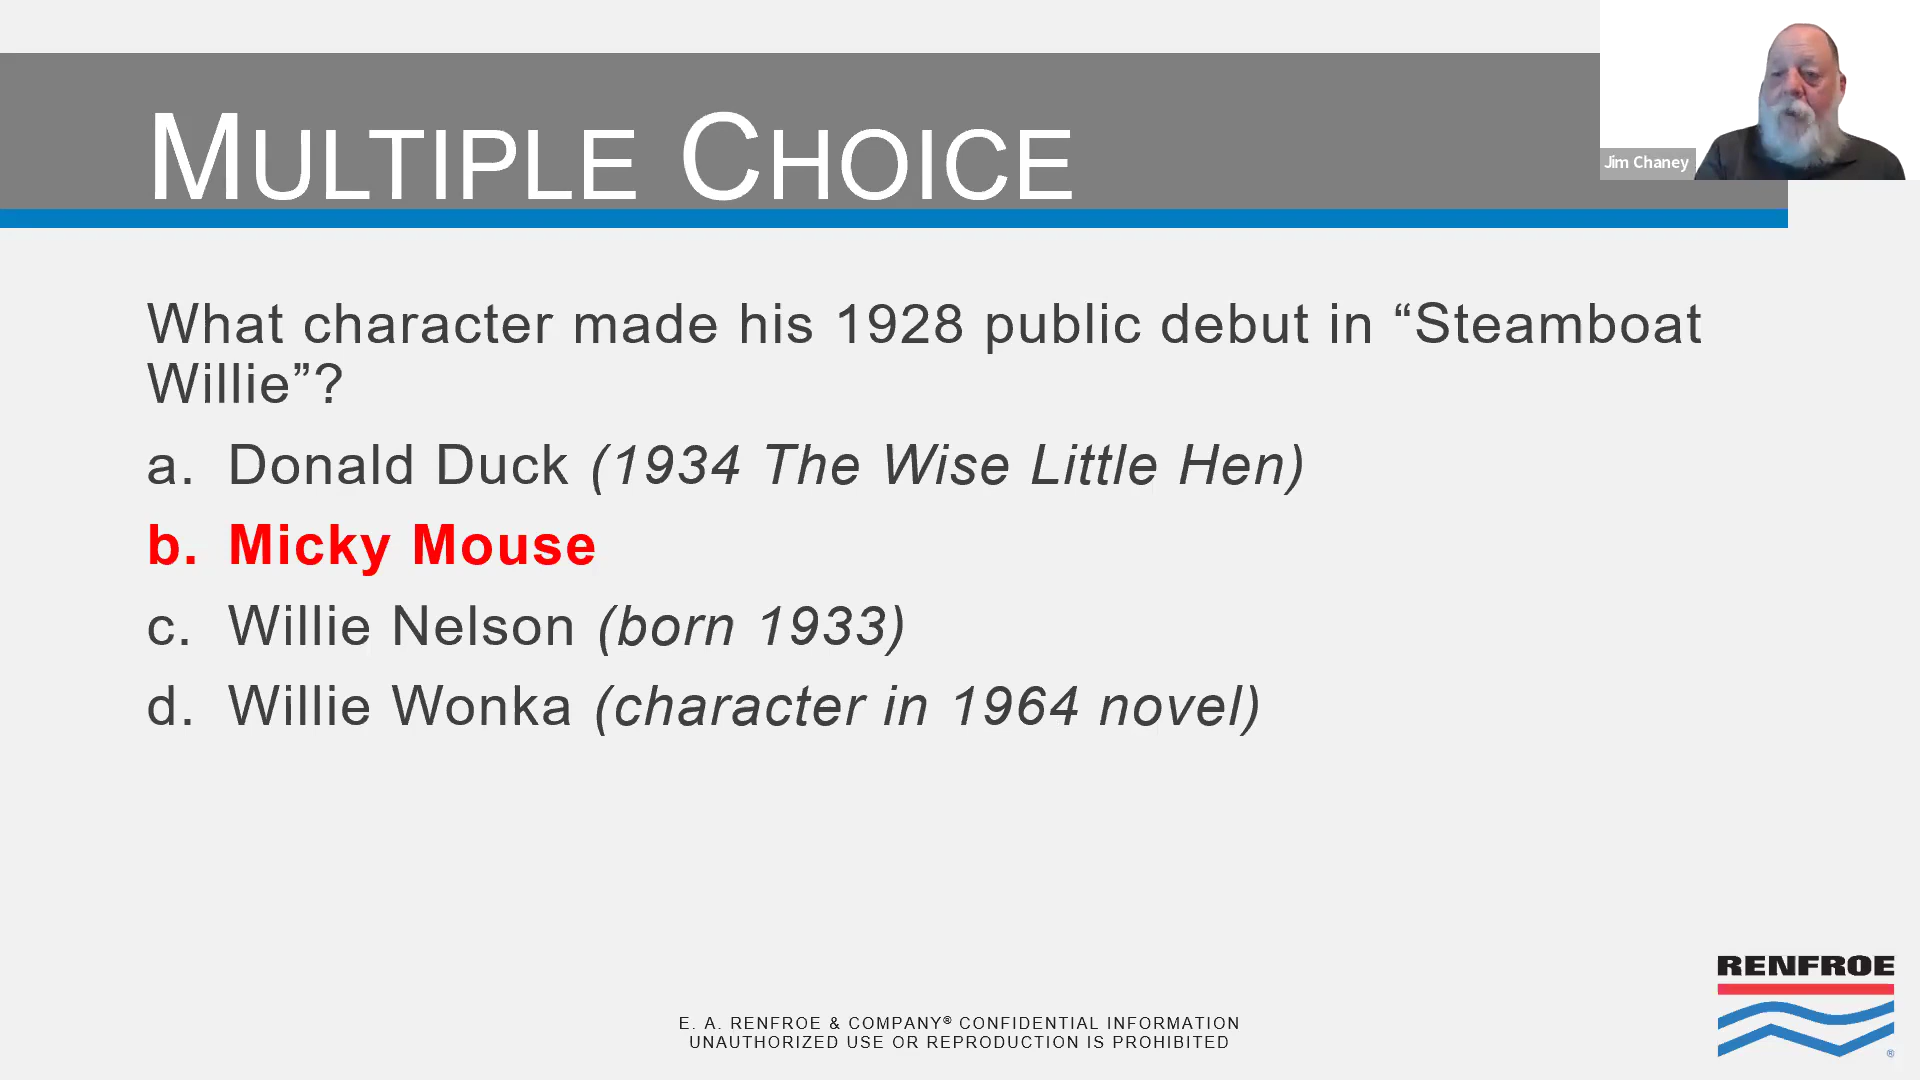 MULTIPLE CHOICE
Jim Chaney
What character made his 1928 public debut in “Steamboat
Willie”?
a. Donald Duck (1934 The Wise Little Hen)
b. Micky Mouse
c. Willie Nelson (born 1933)
d. Willie Wonka (character in 1964 novel)
RENFROE
®
E. A. RENFROE & COMPANY® CONFIDENTIAL INFORMATION
UNAUTHORIZED USE OR REPRODUCTION IS PROHIBITED